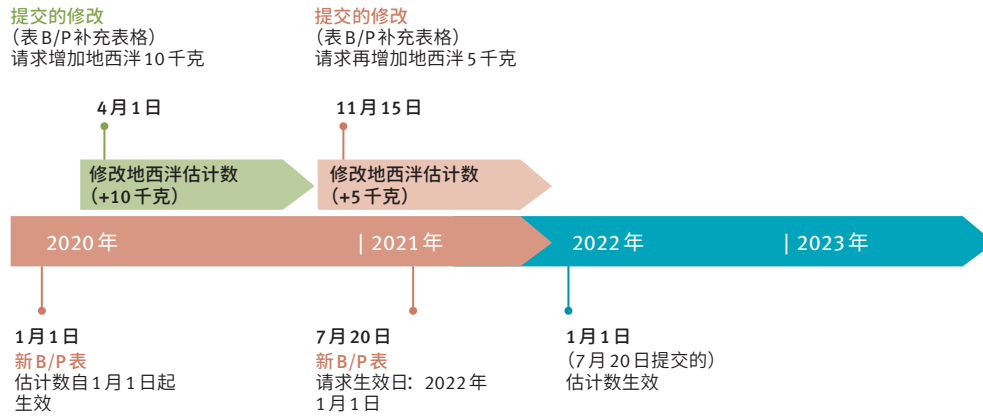 提交的修改
（表B/P补充表格）
请求增加地西泮10千克
提交的修改
（表B/P补充表格）
请求再增加地西泮5千克
4月1日
11月15日
修改地西泮估计数
（+10千克）
修改地西泮估计数
（+5千克）
2020年
| 2021年
2022年
| 2023年
1月1日
新B/P表
估计数自1月1日起
生效
7月20日
新B/P表
请求生效日：2022年
1月1日
1月1日
（7月20日提交的）
估计数生效